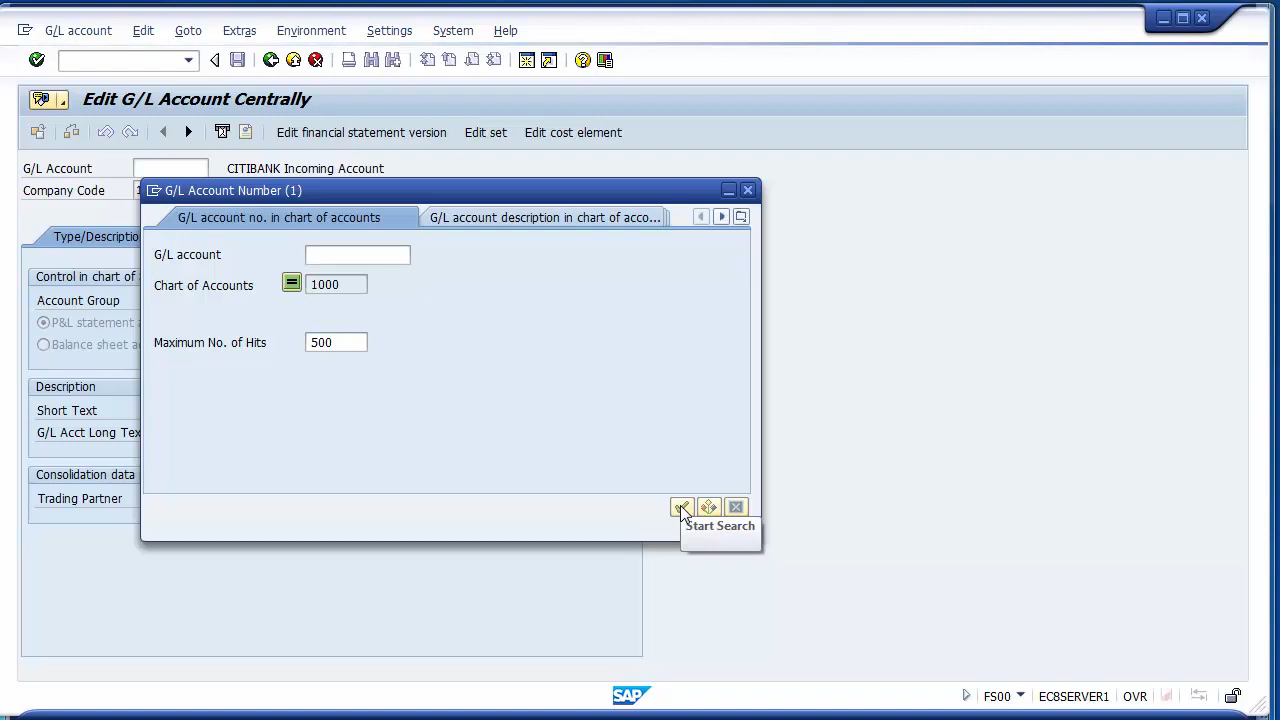 G/L account Edit Goto Extras Environment Settings System Help
Edit G/L Account Centrally
Edit financial statement version Edit set Edit cost element
G/L Account CITIBANK Incoming Account
Company Code 1
G/L Account Number (1)
G/L account no. in chart of accounts G/L account description in chart of acco...
G/L account
Chart of Accounts 1000
Maximum No. of Hits 500
Start Search
Type/Descriptio
Control in chart of
Account Group
P&L statement a
Balance sheet a
Description
Short Text
G/L Acct Long Tex
Consolidation data
Trading Partner
SAP FS00 ECGSERVER1 OVR